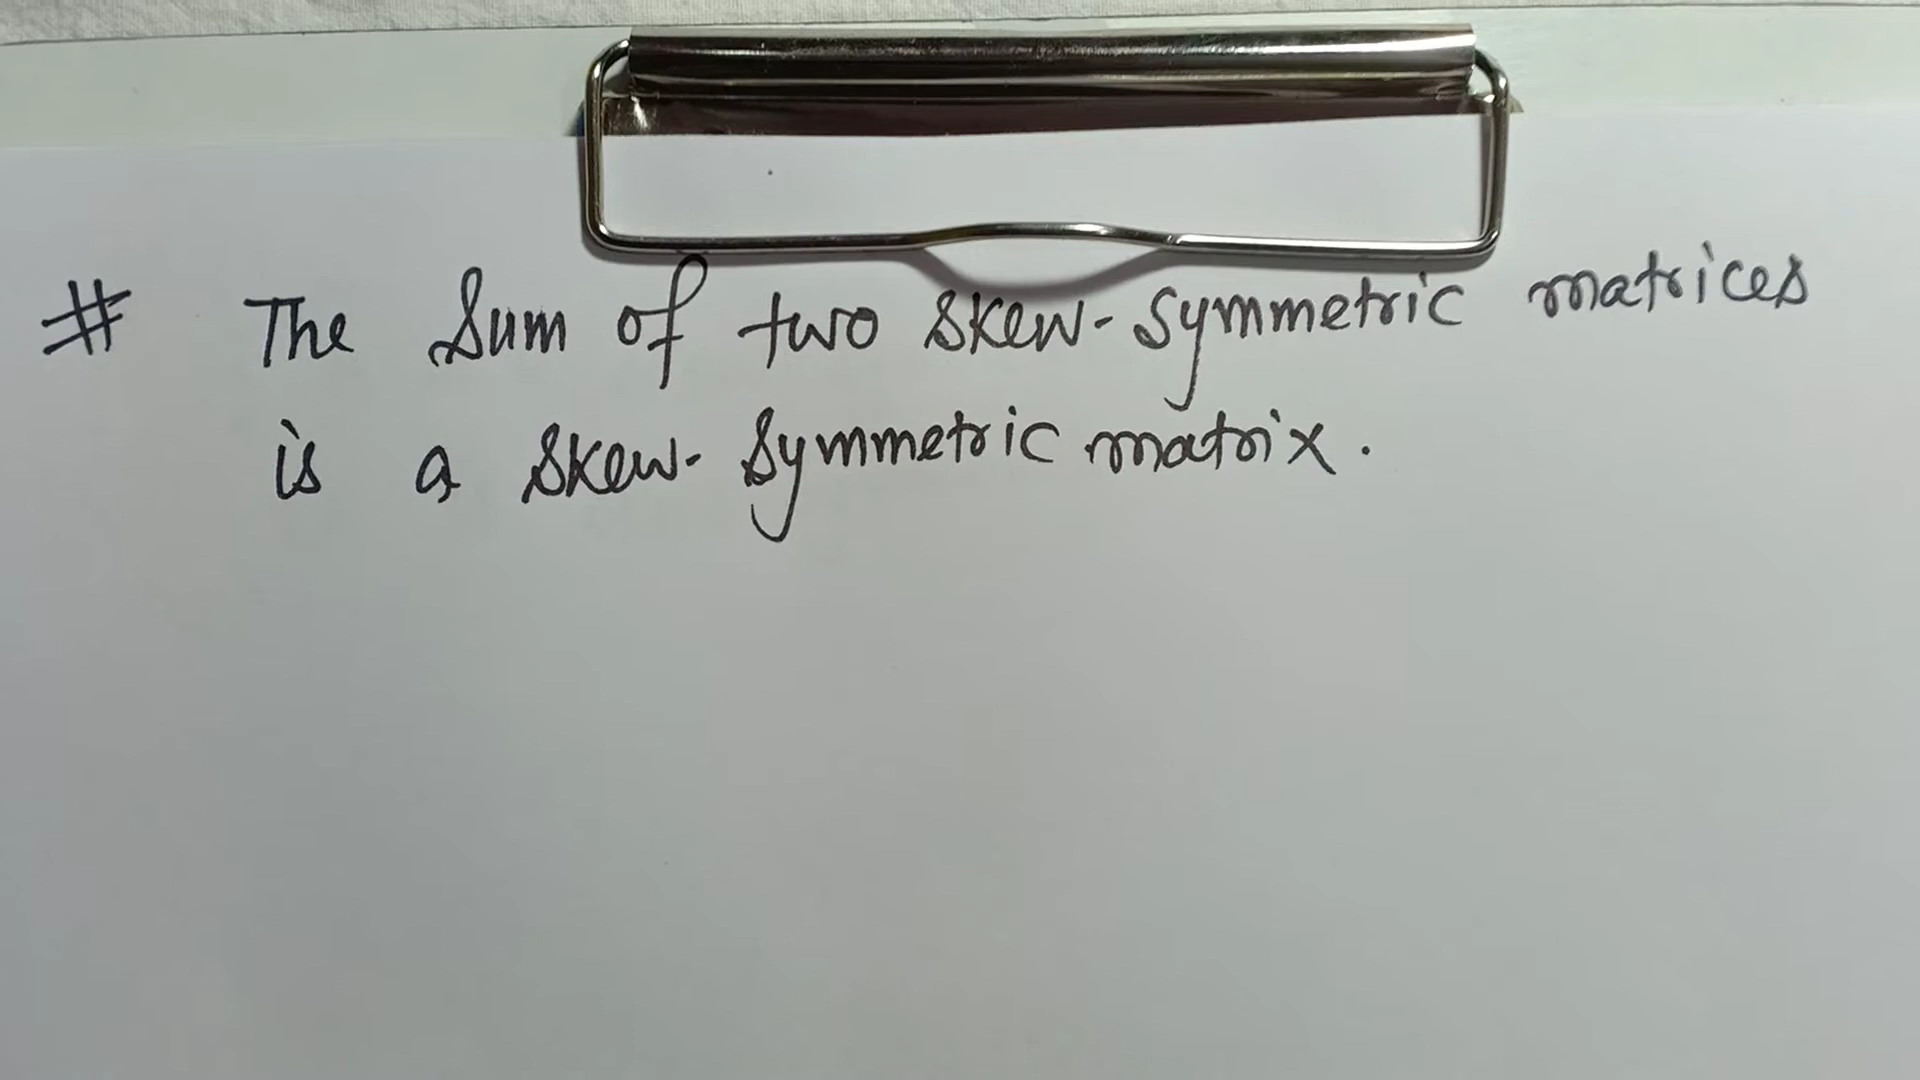 # The Sum of two skew-symmetric matrices
is a skew-symmetric matrix.